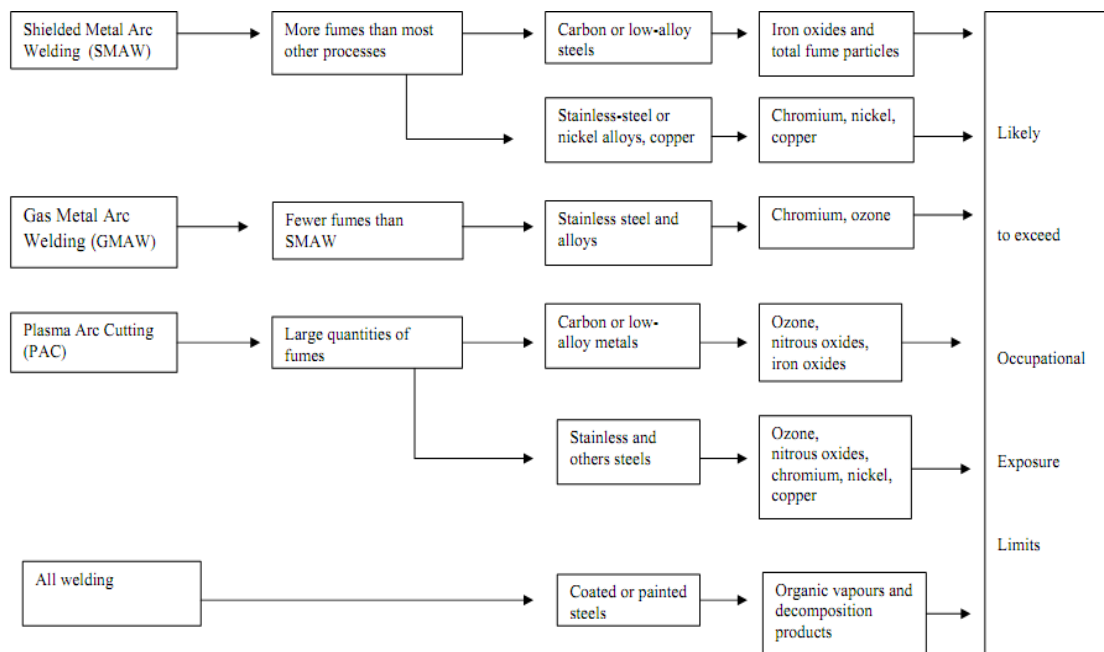 Shielded Metal Arc
Welding (SMAW)
More fumes than most
other processes
Carbon or low-alloy
steels
Iron oxides and
total fume particles
Stainless-steel or
nickel alloys, copper
Chromium, nickel,
copper
Likely
Gas Metal Arc
Welding (GMAW)
Fewer fumes than
SMAW
Stainless steel and
alloys
Chromium, ozone
to exceed
Plasma Arc Cutting
(PAC)
Large quantities of
fumes
Carbon or low-
alloy metals
Ozone,
nitrous oxides,
iron oxides
Occupational
Stainless and
others steels
Ozone,
nitrous oxides,
chromium, nickel,
copper
Exposure
Limits
All welding
Coated or painted
steels
Organic vapours and
decomposition
products